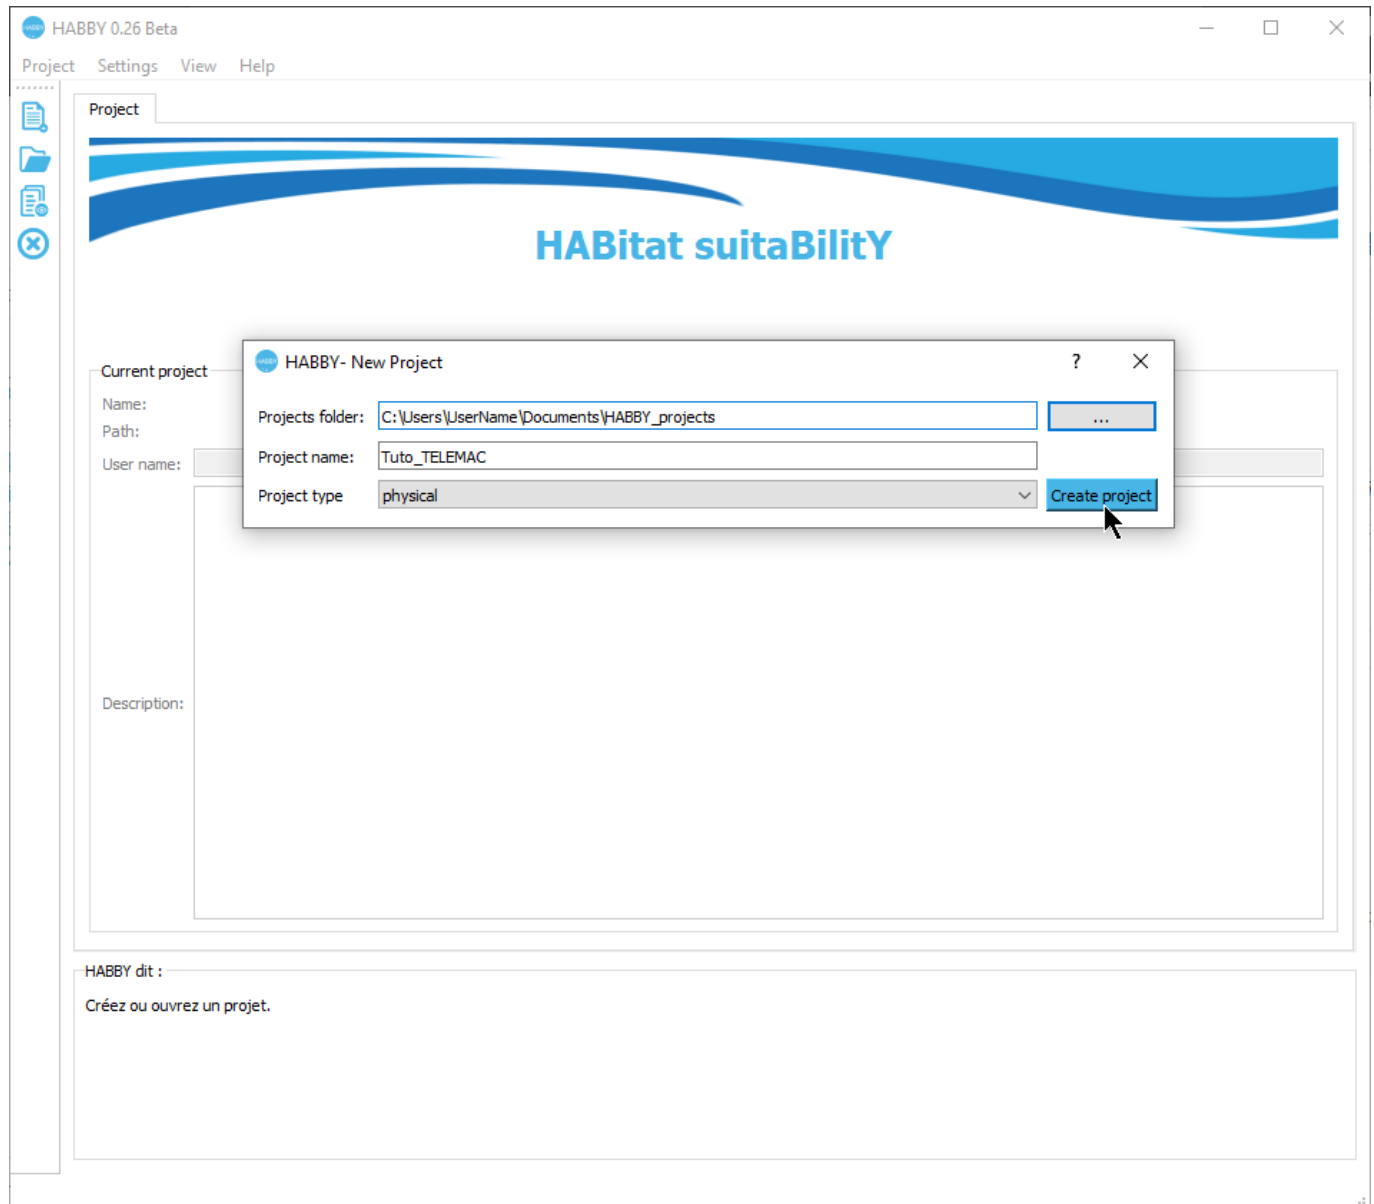 HABBY 0.26 Beta
Project Settings View Help
Project
HABitat suitaBilitY
HABBY- New Project ?
Projects folder: C:\Users\UserName\Documents\HABBY_projects ...
Project name: Tuto_TELEMAC
Project type physical Create project
Current project
Name:
Path:
User name:
Description:
HABBY dit :
Créez ou ouvrez un projet.